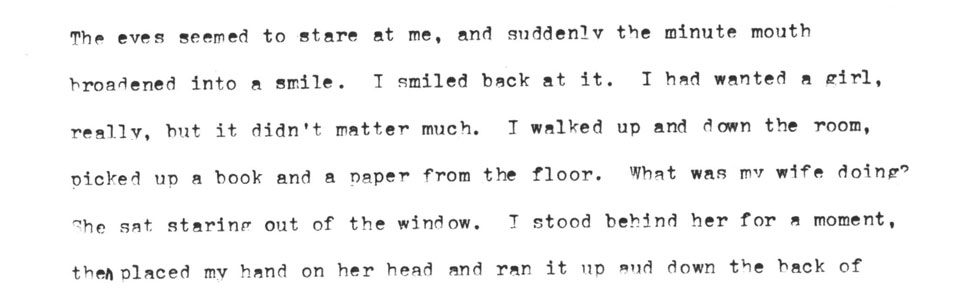 The eyes seemed to stare at me, and suddenly the minute mouth
broadened into a smile.  I smiled back at it.  I had wanted a girl,
really, but it didn't matter much.  I walked up and down the room,
picked up a book and a paper from the floor.  What was my wife doing?
She sat staring out of the window.  I stood behind her for a moment,
then placed my hand on her head and ran it up aud down the back of